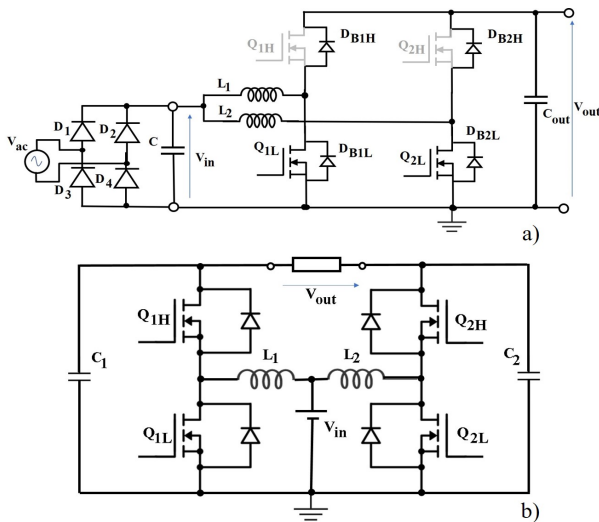 Q1H
DB1H
Q2H
DB2H
L1
L2
D1
D2
Vac
C
Vin
Q1L
DB1L
Q2L
DB2L
Cout
Vout
D3
D4
a)
Q1H
Vout
Q2H
C1
L1
L2
C2
Q1L
Vin
Q2L
b)